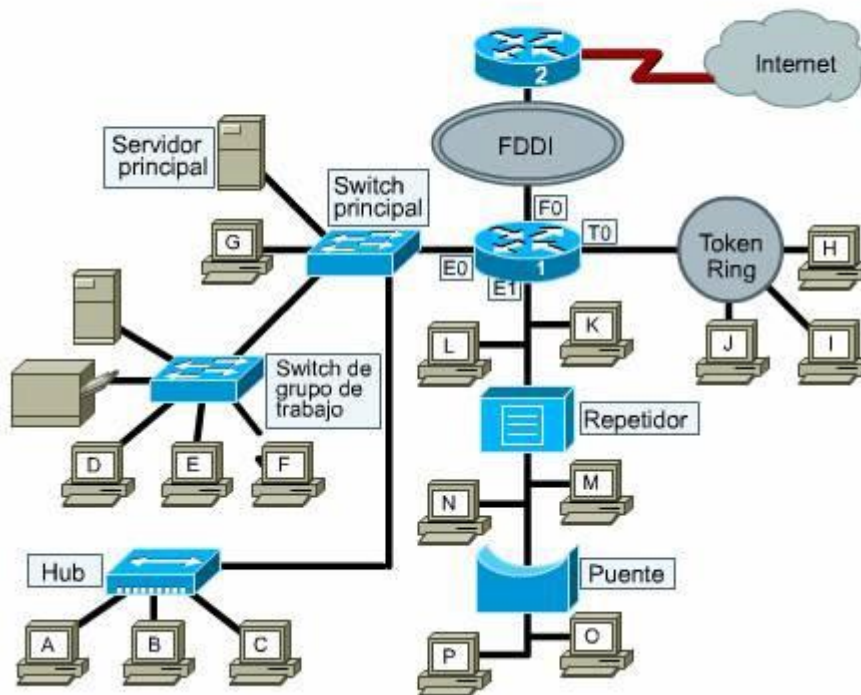 2
Internet
FDDI
Servidor
principal
Switch
principal
F0
G
E0
1
T0
E1
Token
Ring
H
L
K
J
I
Switch de
grupo de
trabajo
Repetidor
D
E
F
N
M
Hub
Puente
A
B
C
P
O